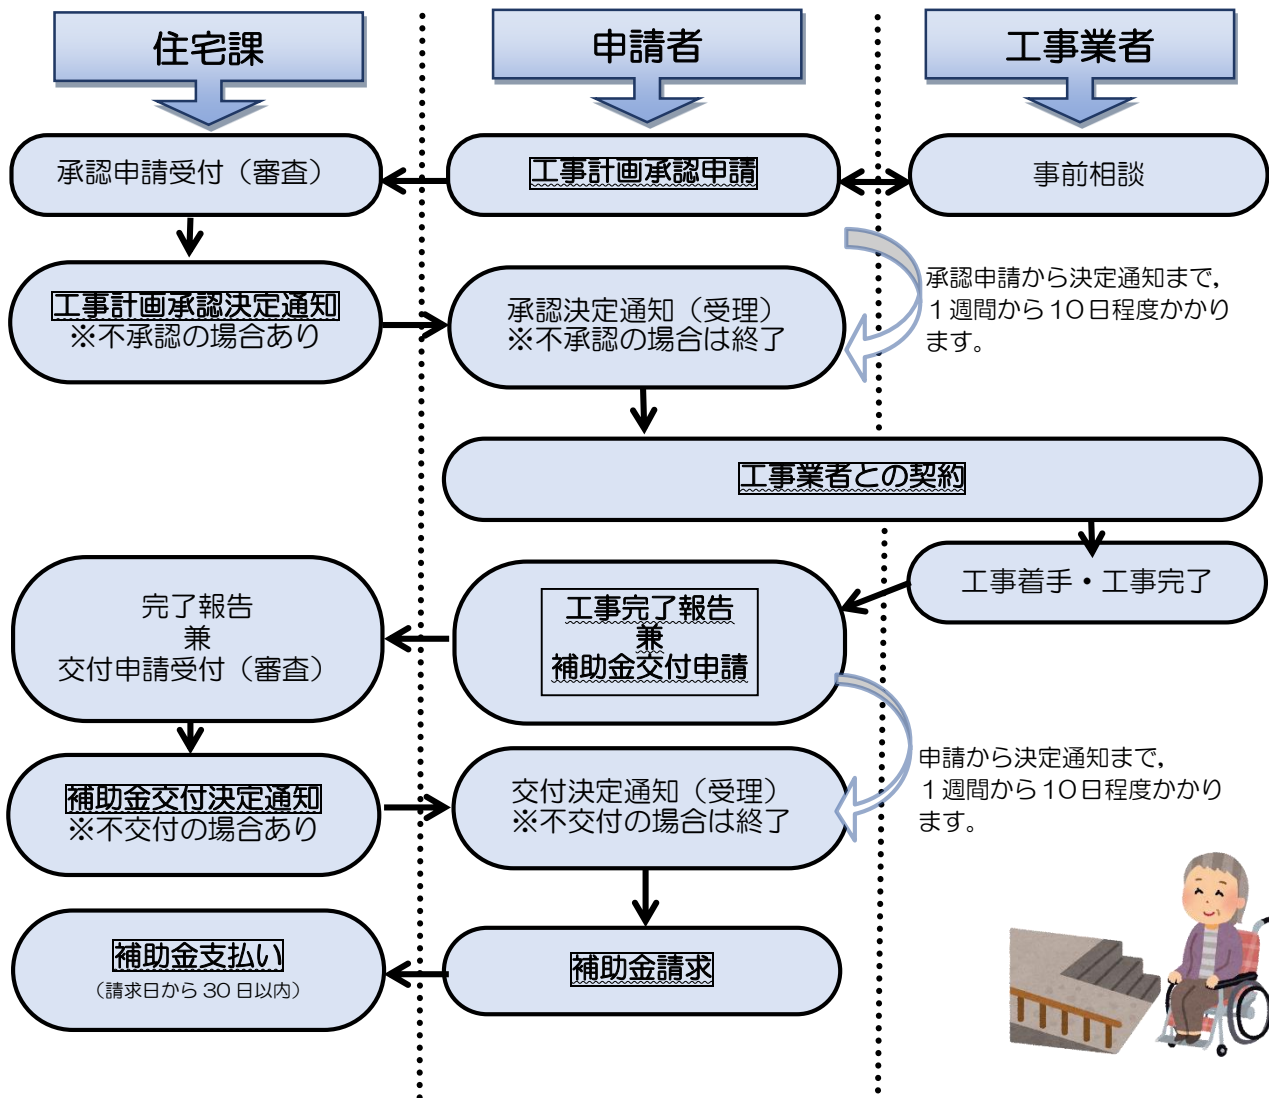 住宅課
申請者
工事業者
承認申請受付（審査）
工事計画承認申請
事前相談
工事計画承認決定通知
※不承認の場合あり
承認決定通知（受理）
※不承認の場合は終了
承認申請から決定通知まで，
１週間から１０日程度かかり
ます。
工事業者との契約
工事着手・工事完了
工事完了報告
兼
補助金交付申請
完了報告
兼
交付申請受付（審査）
補助金交付決定通知
※不交付の場合あり
交付決定通知（受理）
※不交付の場合は終了
申請から決定通知まで，
１週間から１０日程度かかり
ます。
補助金請求
補助金支払い
（請求日から 30 日以内）